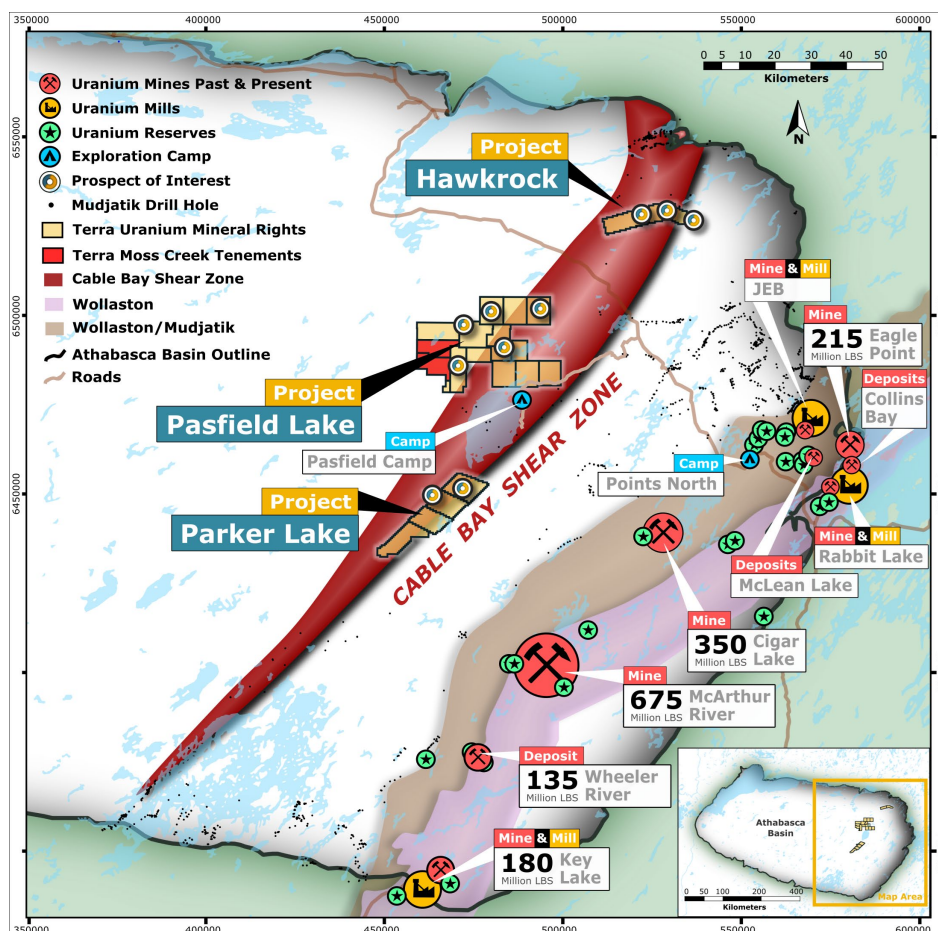 350000
400000
450000
500000
550000
600000
6550000
6500000
6450000
Uranium Mines Past & Present
Uranium Mills
Uranium Reserves
Exploration Camp
Prospect of Interest
Mudjatik Drill Hole
Terra Uranium Mineral Rights
Terra Moss Creek Tenements
Cable Bay Shear Zone
Wollaston
Wollaston/Mudjatik
Athabasca Basin Outline
Roads
0 5 10 20 30 40 50
Kilometers
N
Project
Hawkrock
Project
Pasfield Lake
Camp
Pasfield Camp
Project
Parker Lake
CABLE BAY SHEAR ZONE
Mine & Mill
JEB
Mine
215 Eagle Point
Million LBS
Deposits
Collins
Bay
Camp
Points North
Mine & Mill
Rabbit Lake
Deposits
McLean Lake
Mine
350 Cigar Lake
Million LBS
Mine
675 McArthur River
Million LBS
Deposit
135 Wheeler River
Million LBS
Mine & Mill
180 Key Lake
Million LBS
Athabasca
Basin
0 50 100 200 400
Kilometers
Map Area
350000
400000
450000
500000
550000
600000